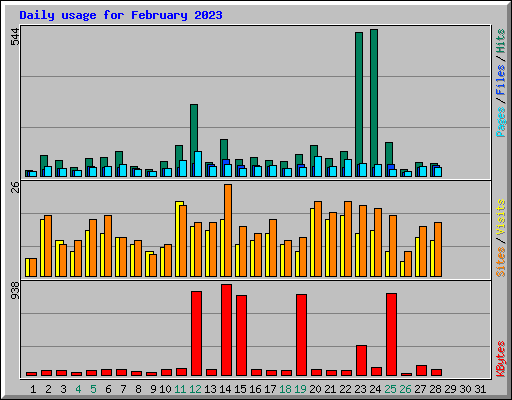 Daily usage for February 2023
544
Pages / Files / Hits
26
Sites / Visits
938
KBytes
1 2 3 4 5 6 7 8 9 10 11 12 13 14 15 16 17 18 19 20 21 22 23 24 25 26 27 28 29 30 31